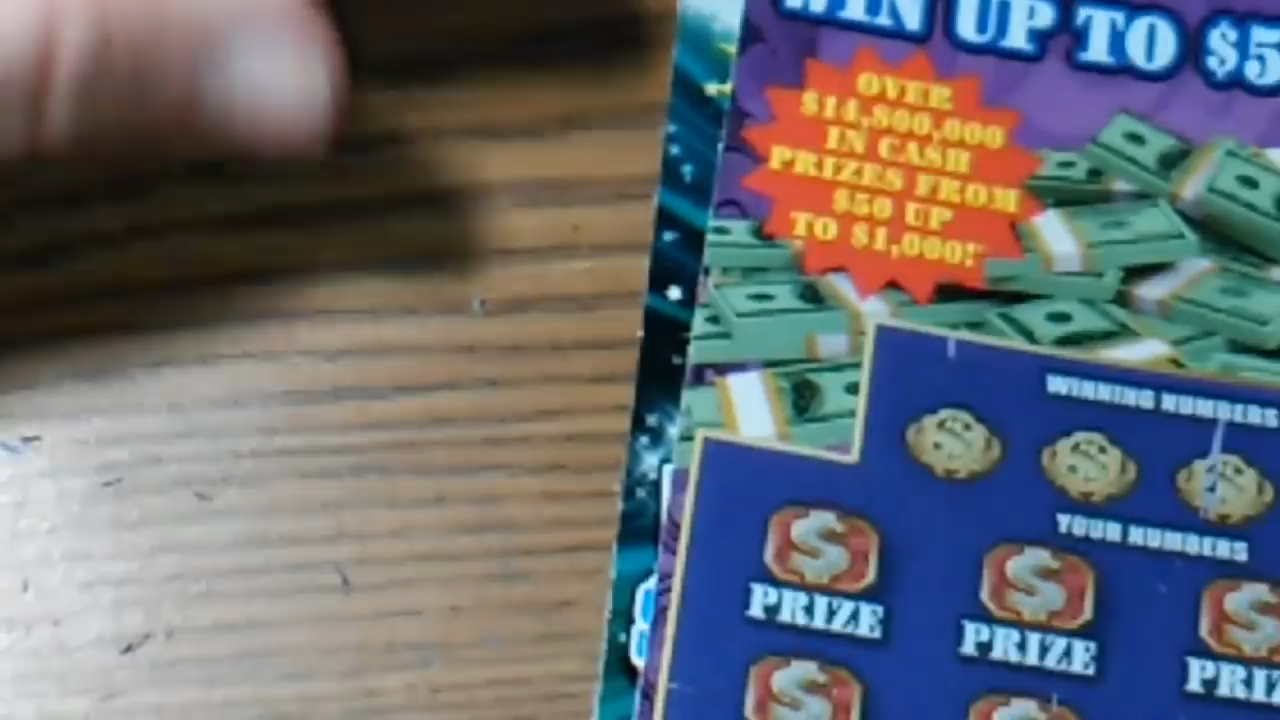 WIN UP TO $5
OVER
$14,800,000
IN CASH
PRIZES FROM
$50 UP
TO $1,000!
WINNING NUMBERS
YOUR NUMBERS
PRIZE PRIZE PRIZ